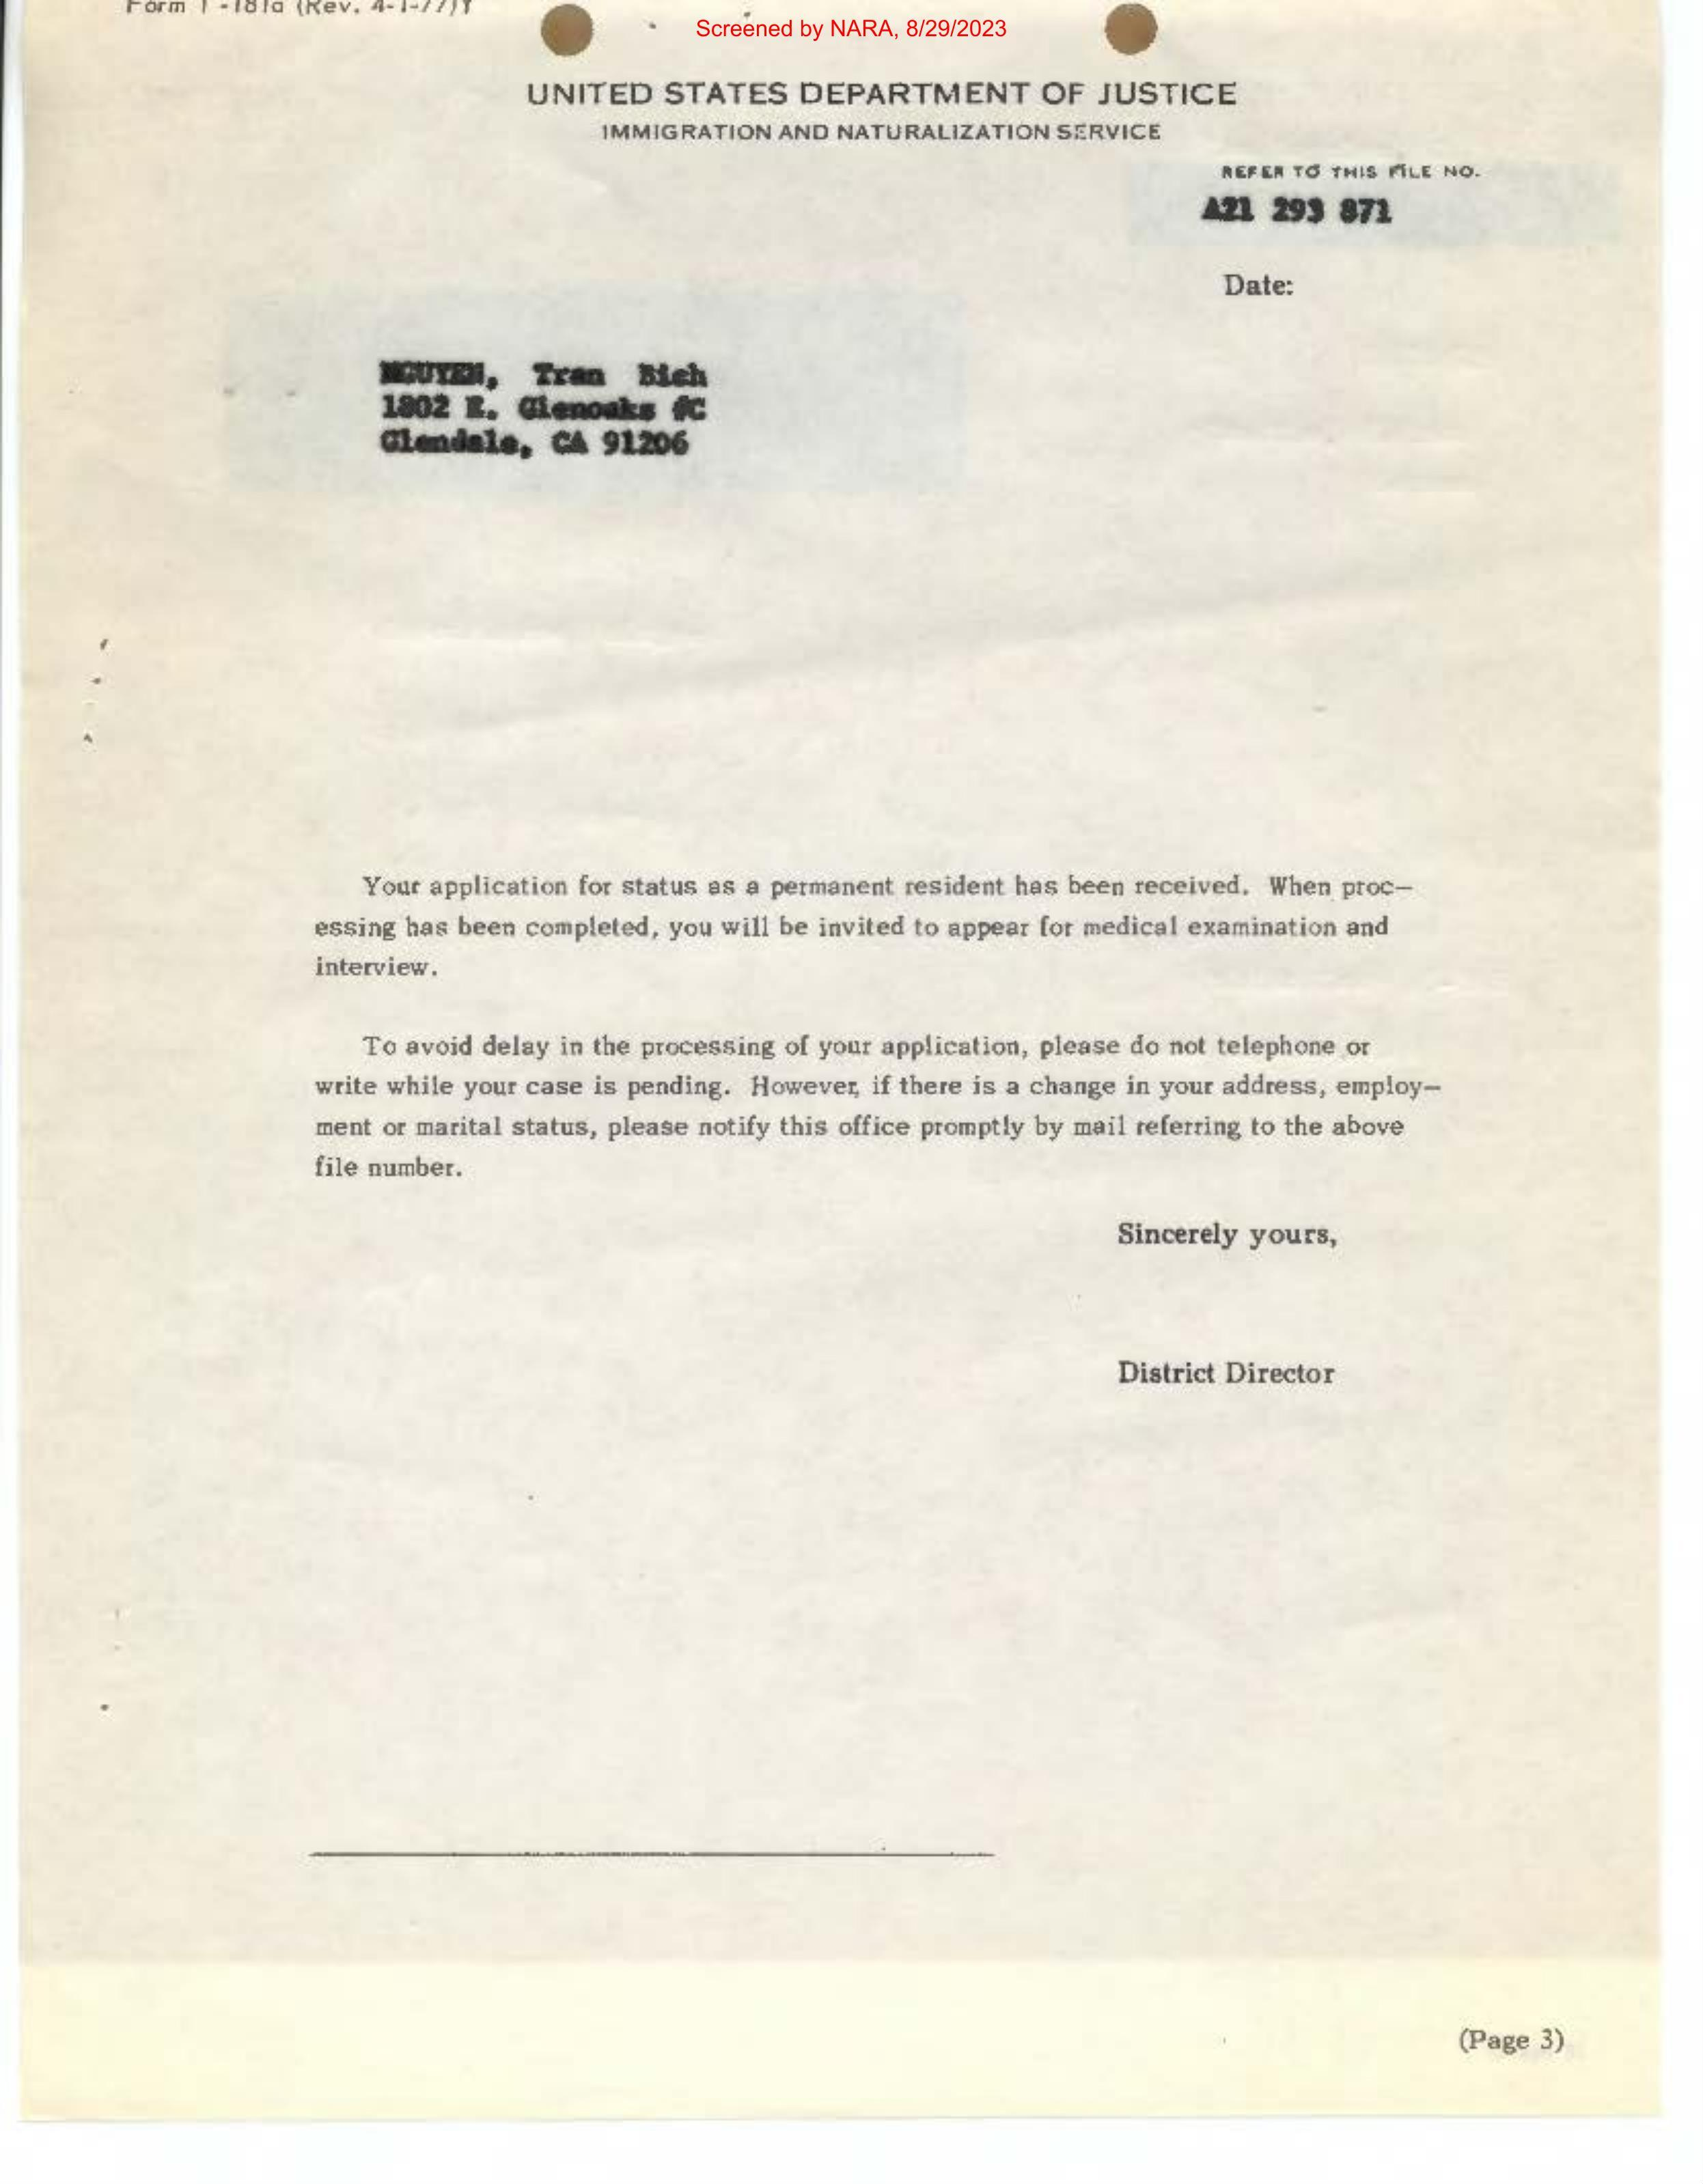 Form I-181a (Rev. 4-1-77)Y
Screened by NARA, 8/29/2023
UNITED STATES DEPARTMENT OF JUSTICE
IMMIGRATION AND NATURALIZATION SERVICE
REFER TO THIS FILE NO.
A21 293 871
Date:
NGUYEN, Tran Bich
1802 E. Glenoaks #C
Glendale, CA 91206
Your application for status as a permanent resident has been received. When proc-
essing has been completed, you will be invited to appear for medical examination and
interview.
To avoid delay in the processing of your application, please do not telephone or
write while your case is pending. However, if there is a change in your address, employ-
ment or marital status, please notify this office promptly by mail referring to the above
file number.
Sincerely yours,
District Director
(Page 3)